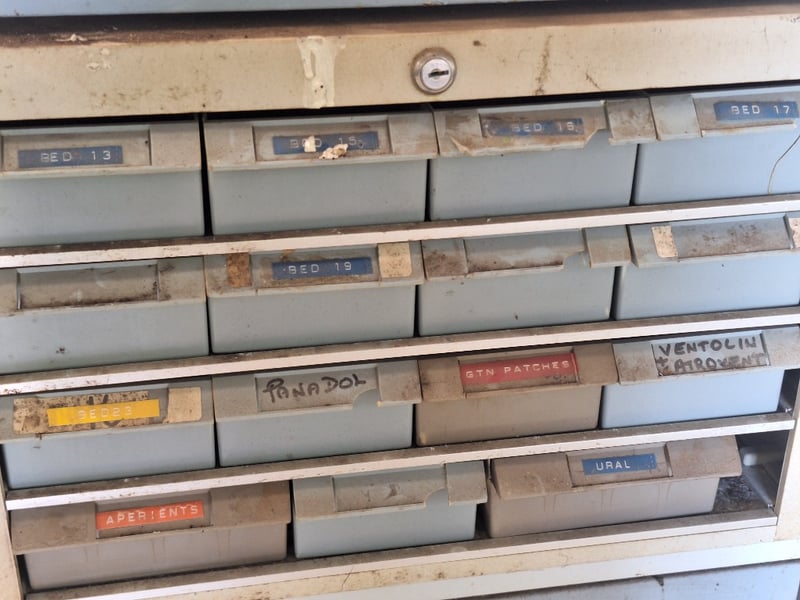 BED 13
BED 15
BED 16
BED 17
BED 19
BED23
PANADOL
GTN PATCHES
VENTOLIN
& ATROVENT
APERIENTS
URAL